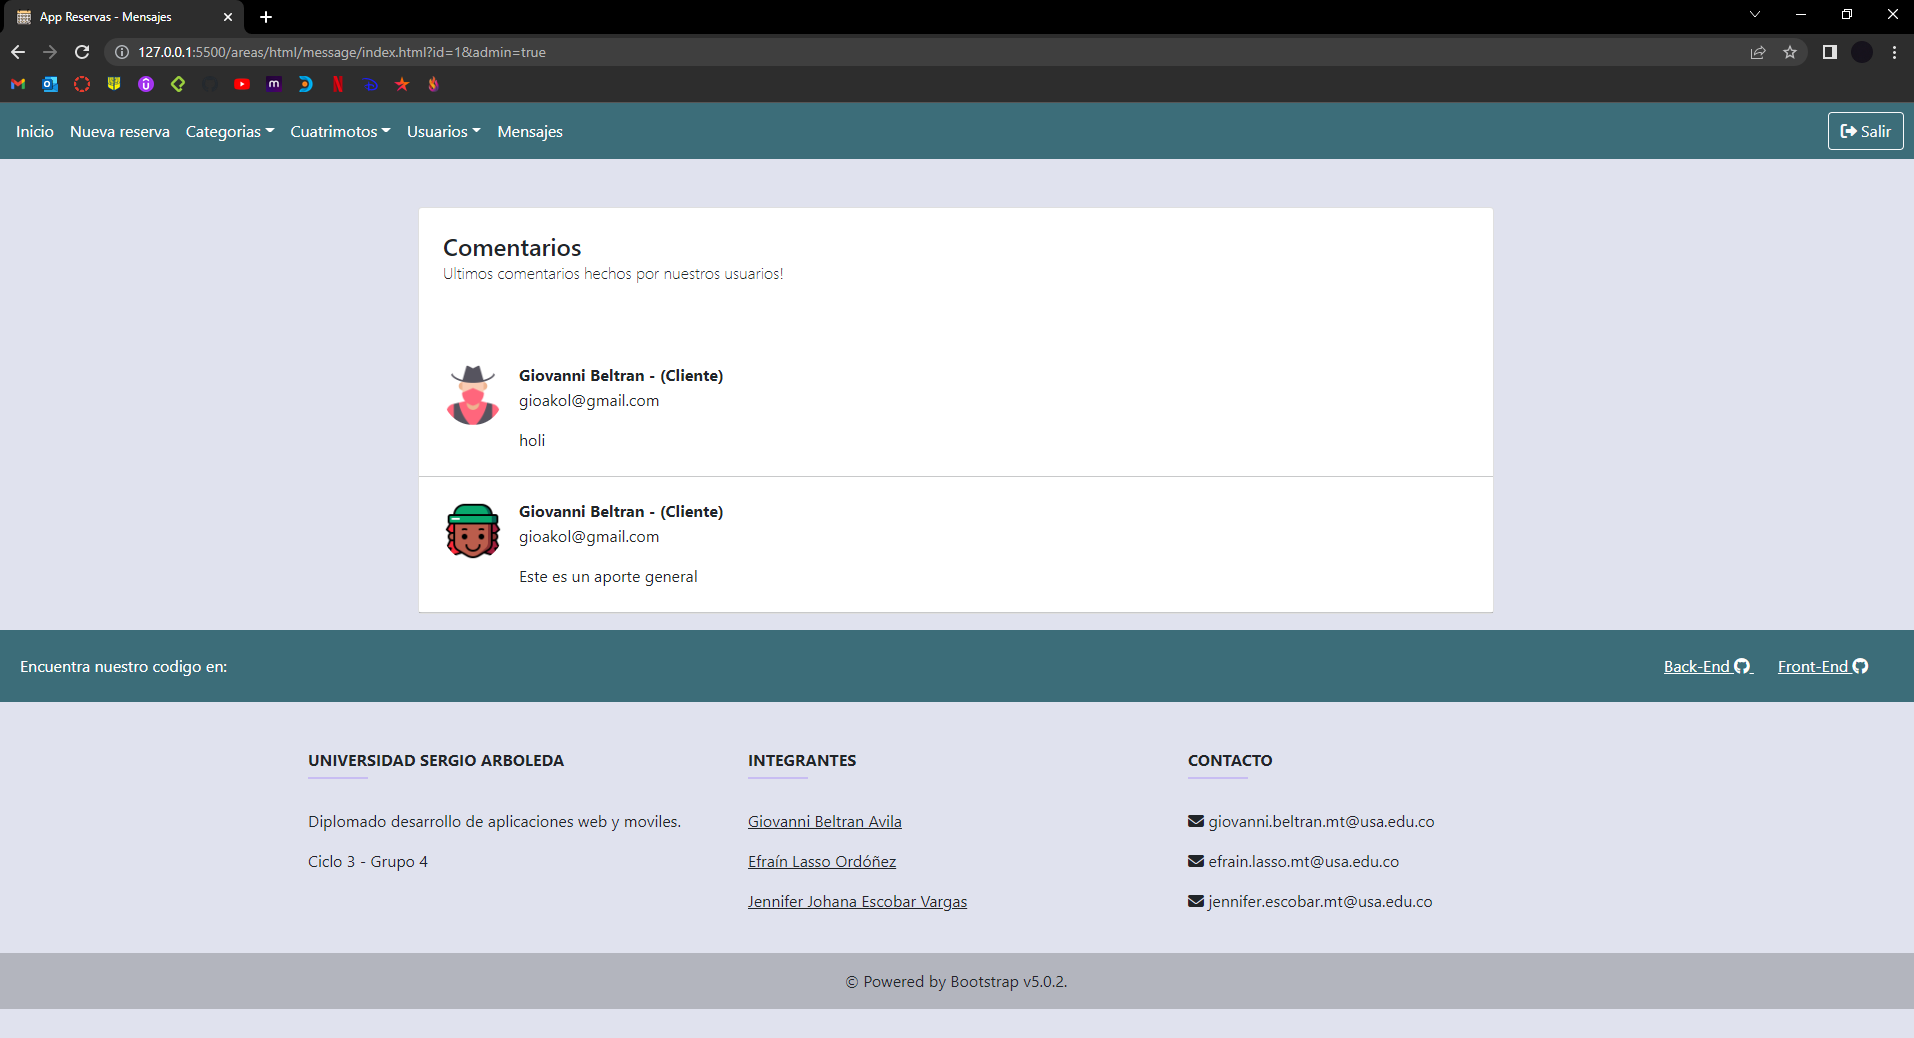 App Reservas - Mensajes
127.0.0.1:5500/areas/html/message/index.html?id=1&admin=true
Inicio Nueva reserva Categorias Cuatrimotos Usuarios Mensajes Salir
Comentarios
Ultimos comentarios hechos por nuestros usuarios!
Giovanni Beltran - (Cliente)
gioakol@gmail.com
holi
Giovanni Beltran - (Cliente)
gioakol@gmail.com
Este es un aporte general
Encuentra nuestro codigo en: Back-End Front-End
UNIVERSIDAD SERGIO ARBOLEDA
Diplomado desarrollo de aplicaciones web y moviles.
Ciclo 3 - Grupo 4
INTEGRANTES
Giovanni Beltran Avila
Efraín Lasso Ordóñez
Jennifer Johana Escobar Vargas
CONTACTO
giovanni.beltran.mt@usa.edu.co
efrain.lasso.mt@usa.edu.co
jennifer.escobar.mt@usa.edu.co
© Powered by Bootstrap v5.0.2.